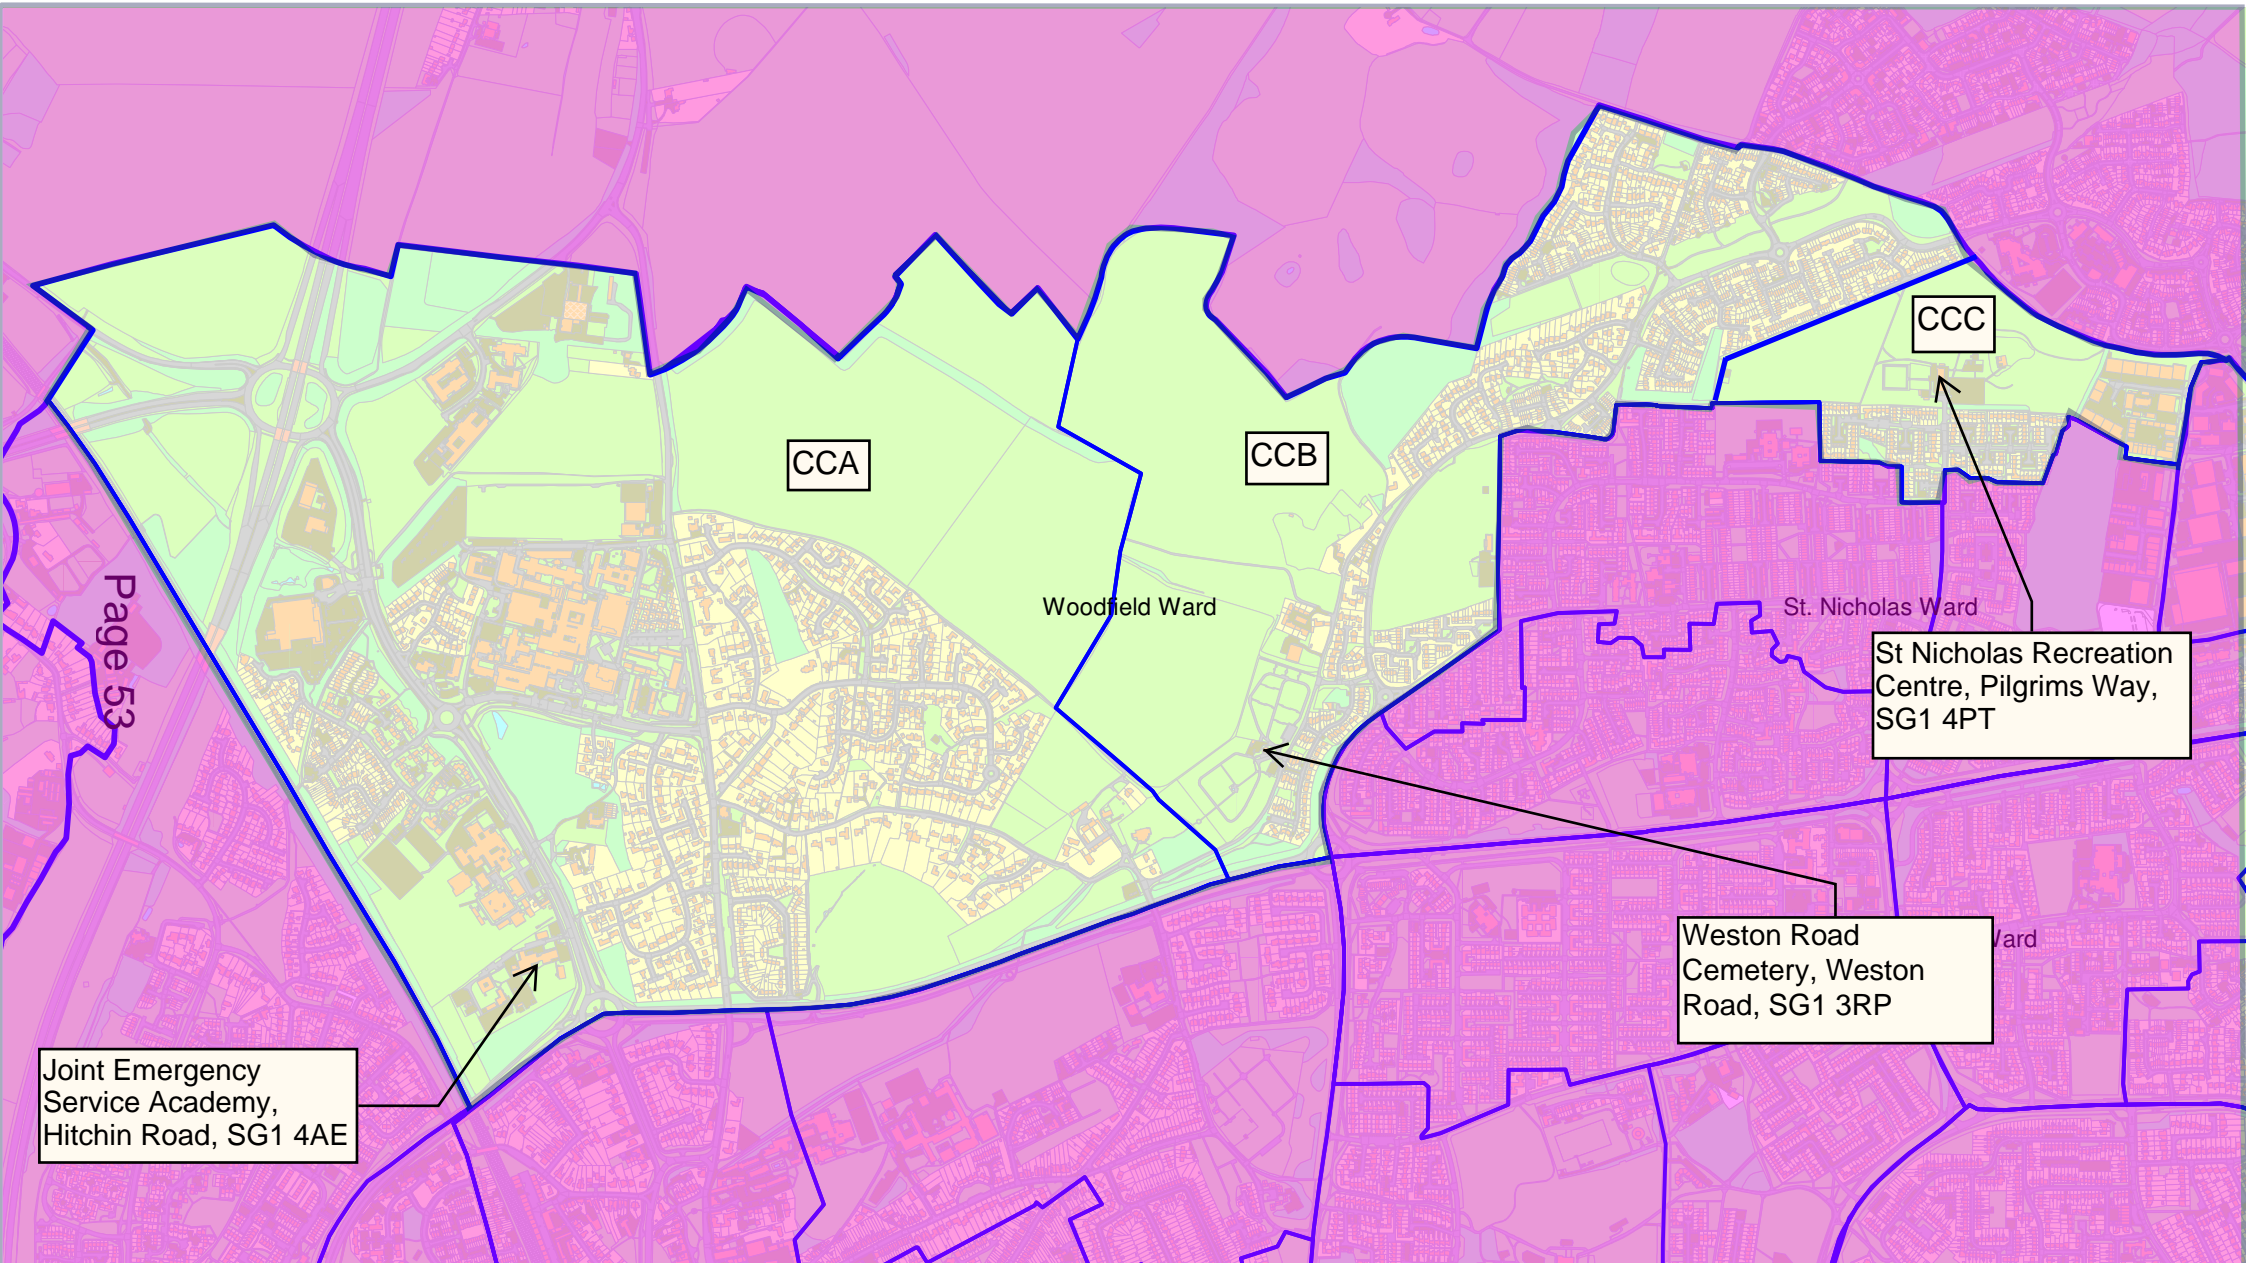 CCC
CCA
CCB
Page 53
Woodfield Ward
St. Nicholas Ward
St Nicholas Recreation
Centre, Pilgrims Way,
SG1 4PT
Weston Road
Cemetery, Weston
Road, SG1 3RP
Ward
Joint Emergency
Service Academy,
Hitchin Road, SG1 4AE